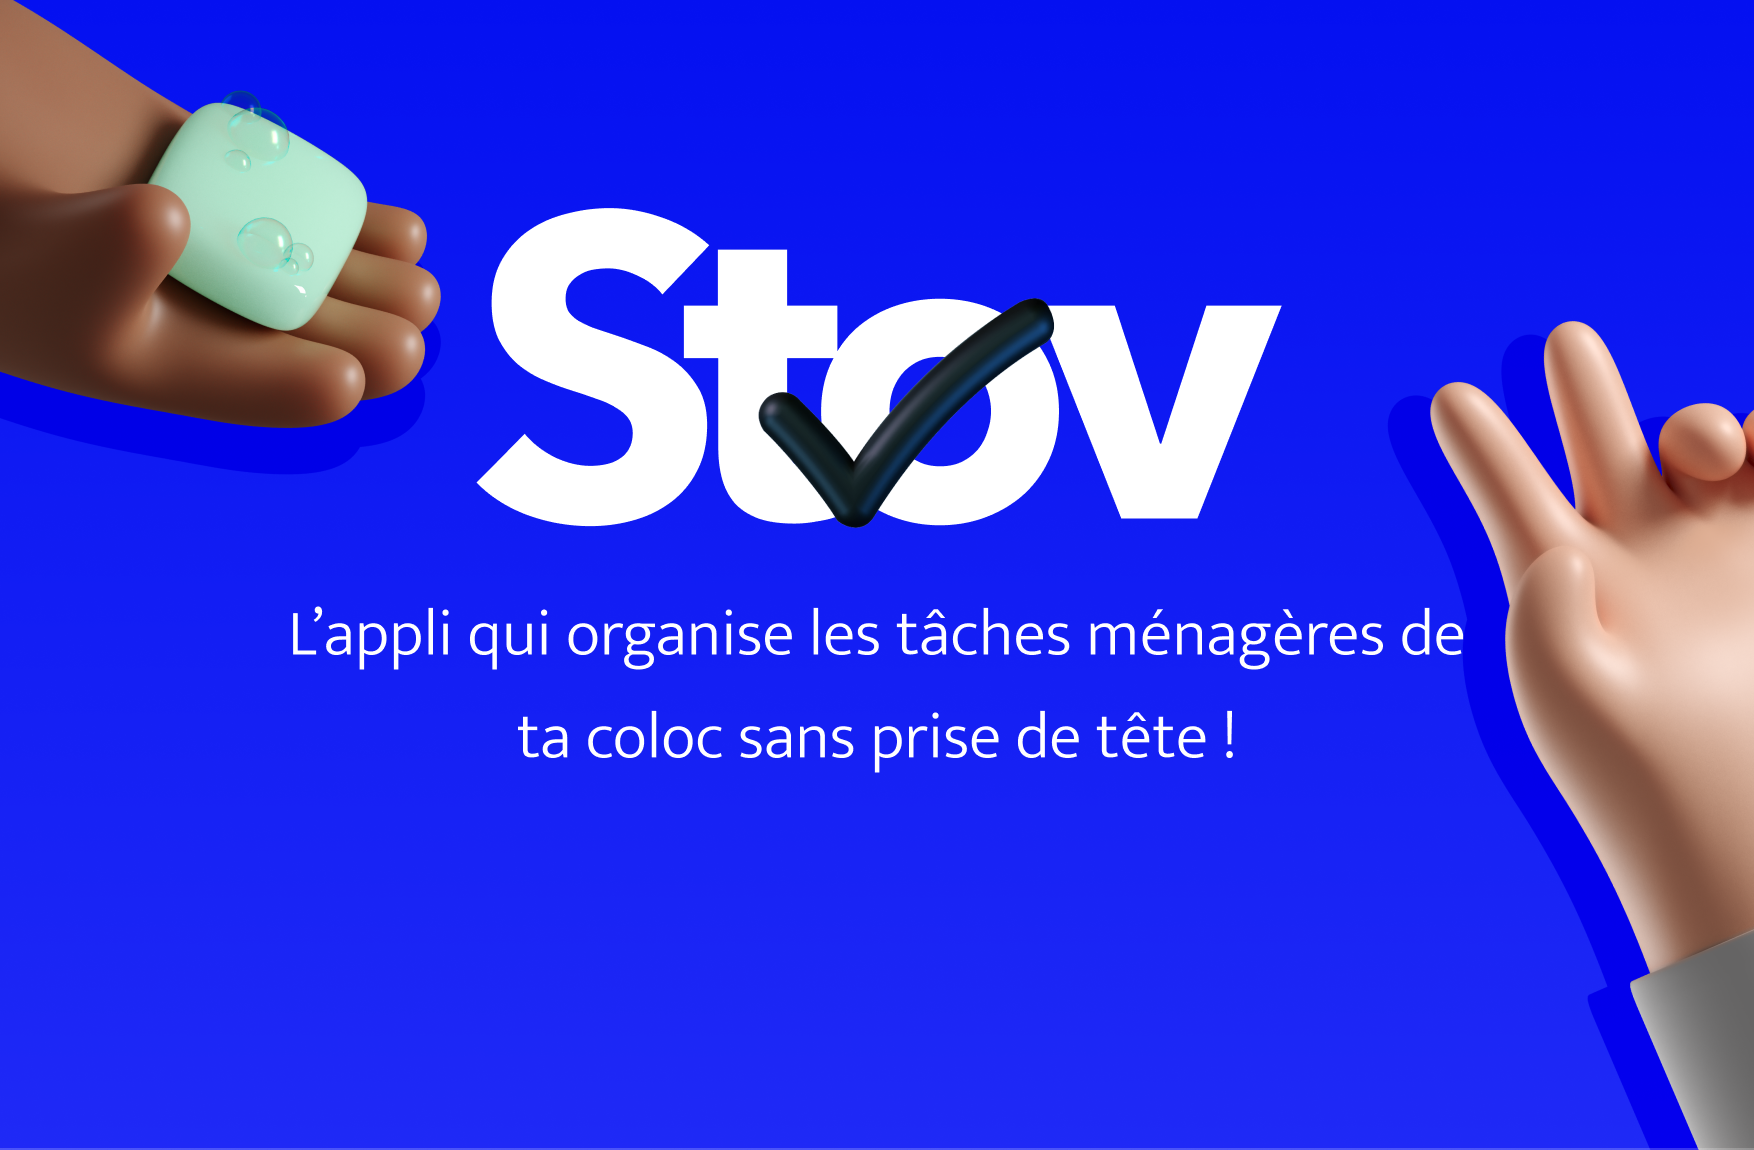 Stov
L’appli qui organise les tâches ménagères de
ta coloc sans prise de tête !